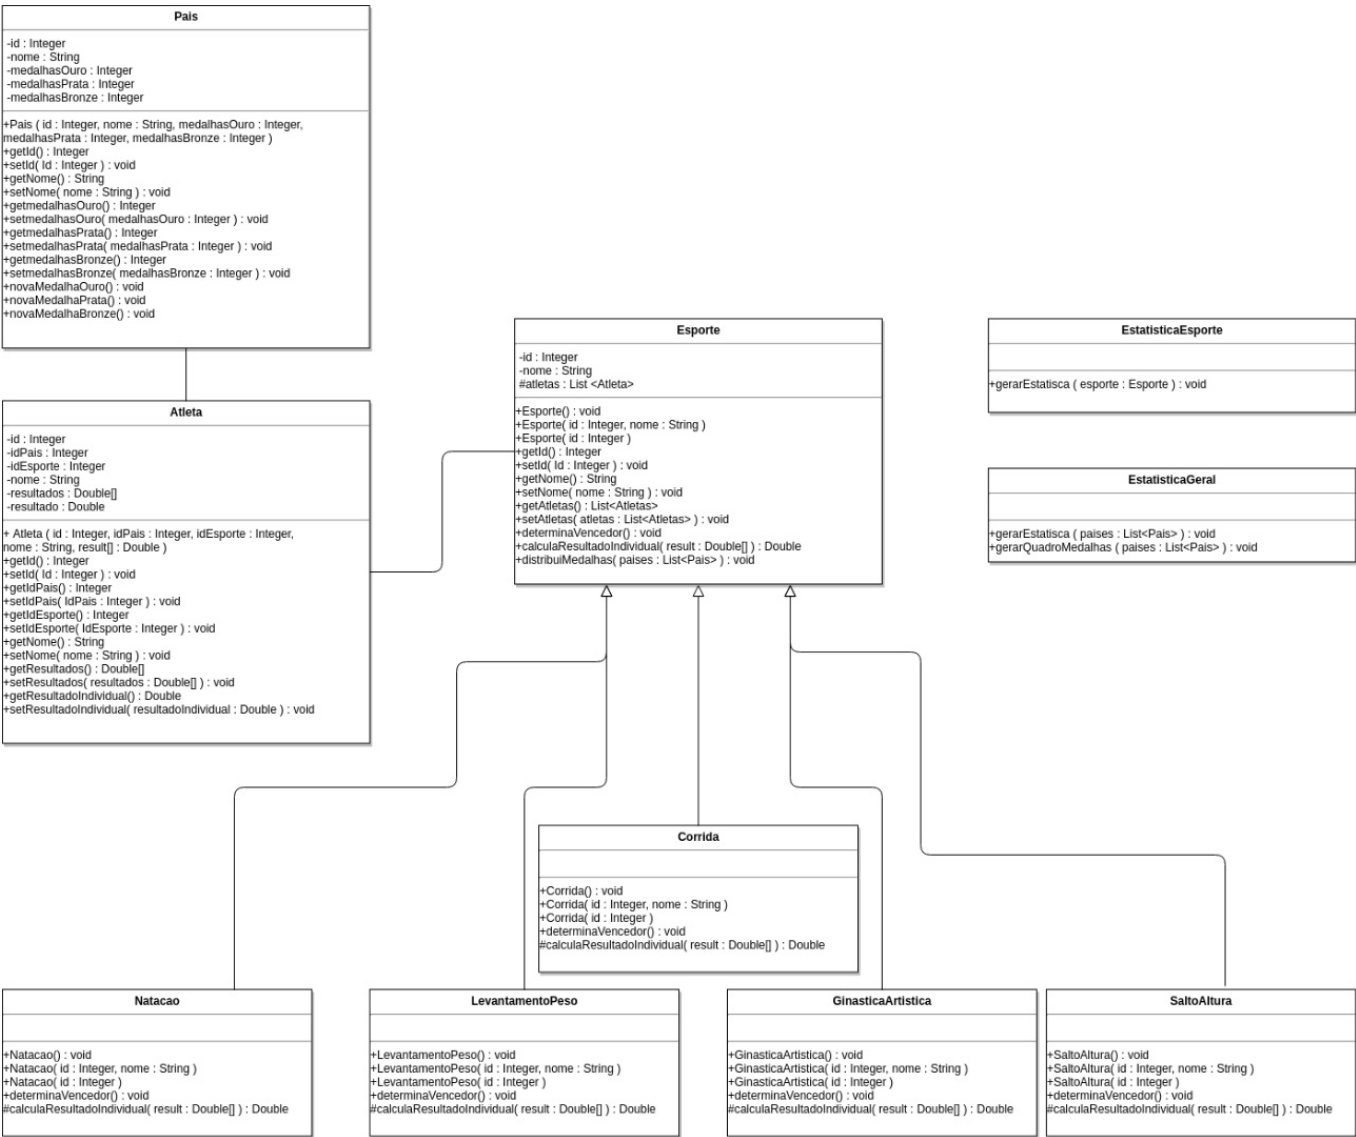 Pais
-id : Integer
-nome : String
-medalhasOuro : Integer
-medalhasPrata : Integer
-medalhasBronze : Integer
+Pais ( id : Integer, nome : String, medalhasOuro : Integer,
medalhasPrata : Integer, medalhasBronze : Integer )
+getId() : Integer
+setId( Id : Integer ) : void
+getNome() : String
+setNome( nome : String ) : void
+getmedalhasOuro() : Integer
+setmedalhasOuro( medalhasOuro : Integer ) : void
+getmedalhasPrata() : Integer
+setmedalhasPrata( medalhasPrata : Integer ) : void
+getmedalhasBronze() : Integer
+setmedalhasBronze( medalhasBronze : Integer ) : void
+novaMedalhaOuro() : void
+novaMedalhaPrata() : void
+novaMedalhaBronze() : void
Atleta
-id : Integer
-idPais : Integer
-idEsporte : Integer
-nome : String
-resultados : Double[]
-resultado : Double
+ Atleta ( id : Integer, idPais : Integer, idEsporte : Integer,
nome : String, result[] : Double )
+getId() : Integer
+setId( Id : Integer ) : void
+getIdPais() : Integer
+setIdPais( IdPais : Integer ) : void
+getIdEsporte() : Integer
+setIdEsporte( IdEsporte : Integer ) : void
+getNome() : String
+setNome( nome : String ) : void
+getResultados() : Double[]
+setResultados( resultados : Double[] ) : void
+getResultadoIndividual() : Double
+setResultadoIndividual( resultadoIndividual : Double ) : void
Esporte
-id : Integer
-nome : String
#atletas : List <Atleta>
+Esporte() : void
+Esporte( id : Integer, nome : String )
+Esporte( id : Integer )
+getId() : Integer
+setId( Id : Integer ) : void
+getNome() : String
+setNome( nome : String ) : void
+getAtletas() : List<Atletas>
+setAtletas( atletas : List<Atletas> ) : void
+determinaVencedor() : void
+calculaResultadoIndividual( result : Double[] ) : Double
+distribuiMedalhas( paises : List<Pais> ) : void
EstatisticaEsporte
+gerarEstatisca ( esporte : Esporte ) : void
EstatisticaGeral
+gerarEstatisca ( paises : List<Pais> ) : void
+gerarQuadroMedalhas ( paises : List<Pais> ) : void
Corrida
+Corrida() : void
+Corrida( id : Integer, nome : String )
+Corrida( id : Integer )
+determinaVencedor() : void
#calculaResultadoIndividual( result : Double[] ) : Double
Natacao
+Natacao() : void
+Natacao( id : Integer, nome : String )
+Natacao( id : Integer )
+determinaVencedor() : void
#calculaResultadoIndividual( result : Double[] ) : Double
LevantamentoPeso
+LevantamentoPeso() : void
+LevantamentoPeso( id : Integer, nome : String )
+LevantamentoPeso( id : Integer )
+determinaVencedor() : void
#calculaResultadoIndividual( result : Double[] ) : Double
GinasticaArtistica
+GinasticaArtistica() : void
+GinasticaArtistica( id : Integer, nome : String )
+GinasticaArtistica( id : Integer )
+determinaVencedor() : void
#calculaResultadoIndividual( result : Double[] ) : Double
SaltoAltura
+SaltoAltura() : void
+SaltoAltura( id : Integer, nome : String )
+SaltoAltura( id : Integer )
+determinaVencedor() : void
#calculaResultadoIndividual( result : Double[] ) : Double